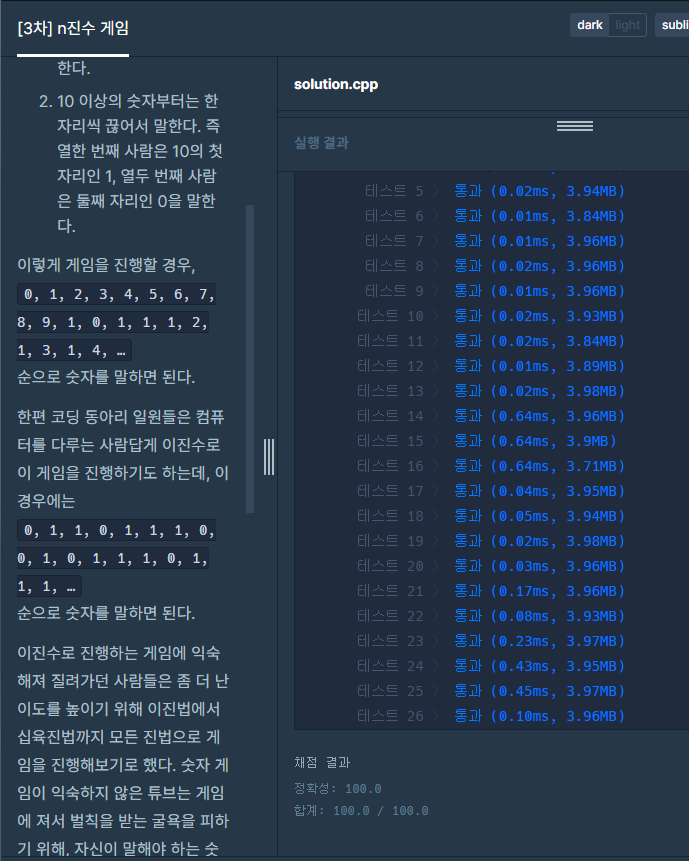 [3차] n진수 게임
dark light
subli
한다.
2. 10 이상의 숫자부터는 한
자리씩 끊어서 말한다. 즉
열한 번째 사람은 10의 첫
자리인 1, 열두 번째 사람
은 둘째 자리인 0을 말한
다.
이렇게 게임을 진행할 경우,
0, 1, 2, 3, 4, 5, 6, 7,
8, 9, 1, 0, 1, 1, 1, 2,
1, 3, 1, 4, …
순으로 숫자를 말하면 된다.
한편 코딩 동아리 일원들은 컴퓨
터를 다루는 사람답게 이진수로
이 게임을 진행하기도 하는데, 이
경우에는
0, 1, 1, 0, 1, 1, 1, 0,
0, 1, 0, 1, 1, 1, 0, 1,
1, 1, …
순으로 숫자를 말하면 된다.
이진수로 진행하는 게임에 익숙
해져 질려가던 사람들은 좀 더 난
이도를 높이기 위해 이진법에서
십육진법까지 모든 진법으로 게
임을 진행해보기로 했다. 숫자 게
임이 익숙하지 않은 튜브는 게임
에 져서 벌칙을 받는 굴욕을 피하
기 위해, 자신이 말해야 하는 숫
solution.cpp
실행 결과
테스트 5 〉 통과 (0.02ms, 3.94MB)
테스트 6 〉 통과 (0.01ms, 3.84MB)
테스트 7 〉 통과 (0.01ms, 3.96MB)
테스트 8 〉 통과 (0.02ms, 3.96MB)
테스트 9 〉 통과 (0.01ms, 3.96MB)
테스트 10 〉 통과 (0.02ms, 3.93MB)
테스트 11 〉 통과 (0.02ms, 3.84MB)
테스트 12 〉 통과 (0.01ms, 3.89MB)
테스트 13 〉 통과 (0.02ms, 3.98MB)
테스트 14 〉 통과 (0.64ms, 3.96MB)
테스트 15 〉 통과 (0.64ms, 3.9MB)
테스트 16 〉 통과 (0.64ms, 3.71MB)
테스트 17 〉 통과 (0.04ms, 3.95MB)
테스트 18 〉 통과 (0.05ms, 3.94MB)
테스트 19 〉 통과 (0.02ms, 3.98MB)
테스트 20 〉 통과 (0.03ms, 3.96MB)
테스트 21 〉 통과 (0.17ms, 3.96MB)
테스트 22 〉 통과 (0.08ms, 3.93MB)
테스트 23 〉 통과 (0.23ms, 3.97MB)
테스트 24 〉 통과 (0.43ms, 3.95MB)
테스트 25 〉 통과 (0.45ms, 3.97MB)
테스트 26 〉 통과 (0.10ms, 3.96MB)
채점 결과
정확성: 100.0
합계: 100.0 / 100.0